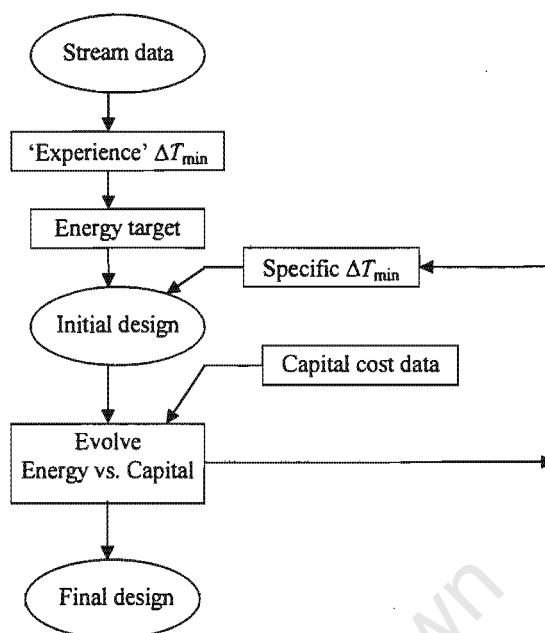 Stream data
‘Experience’ ΔTmin
Energy target
Specific ΔTmin
Initial design
Capital cost data
Evolve
Energy vs. Capital
Final design